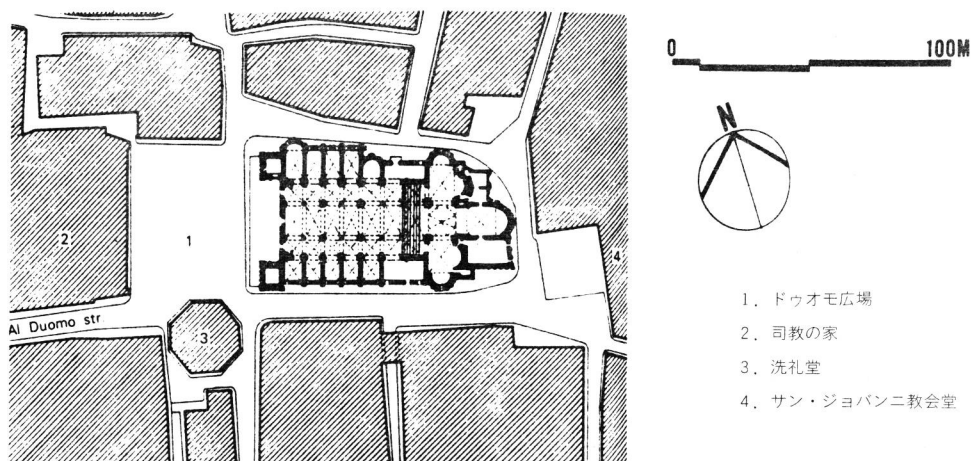 0 100M
N
2
1
4
Al Duomo str.
3
1. ドゥオモ広場
2. 司教の家
3. 洗礼堂
4. サン・ジョバンニ教会堂